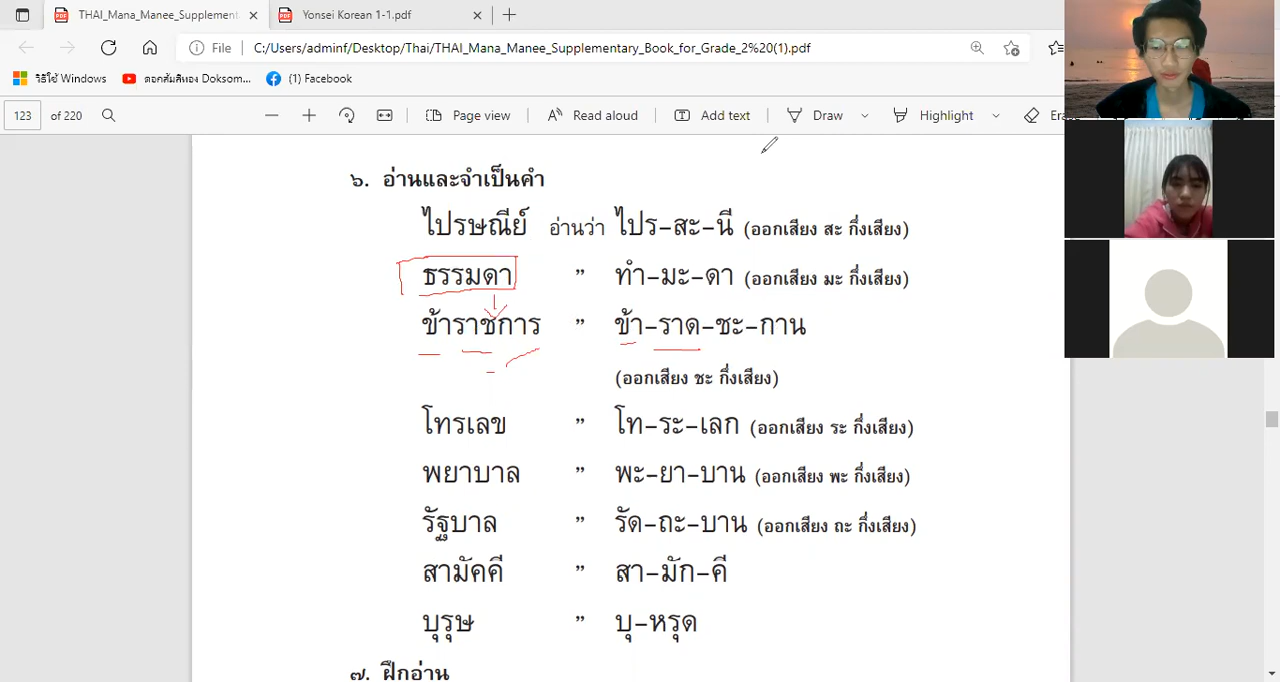 THAI_Mana_Manee_Supplementa
Yonsei Korean 1-1.pdf
File C:/Users/adminf/Desktop/Thai/THAI_Mana_Manee_Supplementary_Book_for_Grade_2%20(1).pdf
วิธีใช้ Windows ดอกส้มสีทอง Doksom... (1) Facebook
123 of 220 Page view Read aloud Add text Draw Highlight Era
๖. อ่านและจำเป็นคำ
ไปรษณีย์ อ่านว่า ไปร-สะ-นี (ออกเสียง สะ กึ่งเสียง)
ธรรมดา ” ทำ-มะ-ดา (ออกเสียง มะ กึ่งเสียง)
ข้าราชการ ” ข้า-ราด-ชะ-กาน
(ออกเสียง ชะ กึ่งเสียง)
โทรเลข ” โท-ระ-เลก (ออกเสียง ระ กึ่งเสียง)
พยาบาล ” พะ-ยา-บาน (ออกเสียง พะ กึ่งเสียง)
รัฐบาล ” รัด-ถะ-บาน (ออกเสียง ถะ กึ่งเสียง)
สามัคคี ” สา-มัก-คี
บุรุษ ” บุ-หรุด
๗. ฝึกอ่าน